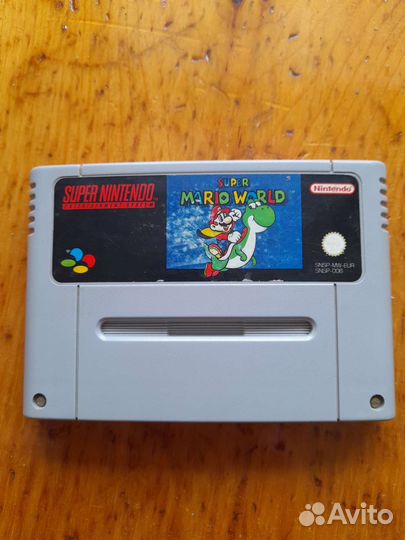 SUPER NINTENDO
ENTERTAINMENT SYSTEM
SUPER
MARIO WORLD
Nintendo
SNSP-MW-EUR
SNSP-006
Avito